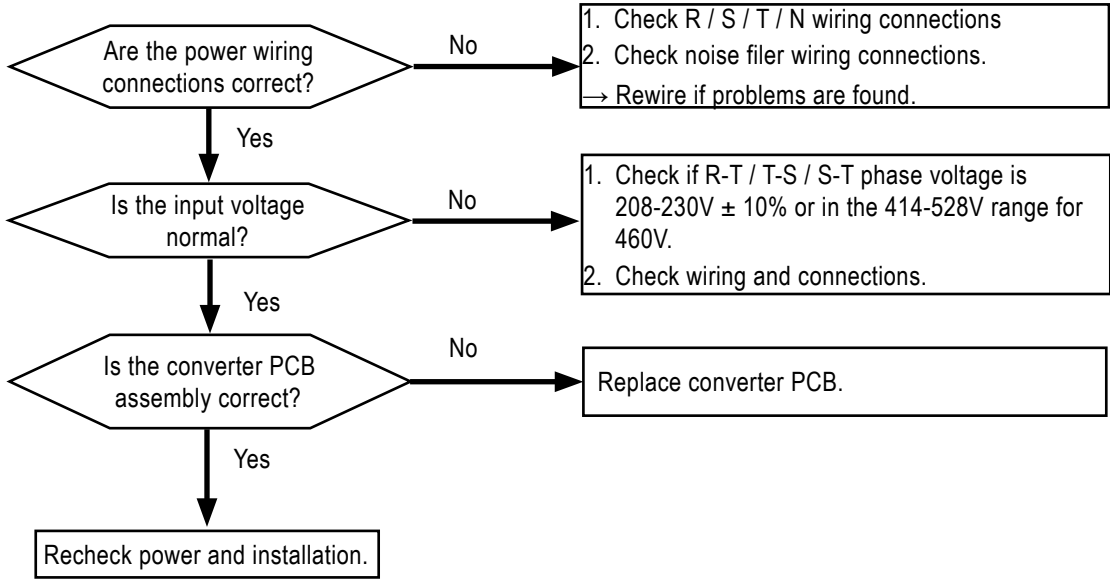 Are the power wiring
connections correct?
No
1. Check R / S / T / N wiring connections
2. Check noise filer wiring connections.
→ Rewire if problems are found.
Yes
Is the input voltage
normal?
No
1. Check if R-T / T-S / S-T phase voltage is
208-230V ± 10% or in the 414-528V range for
460V.
2. Check wiring and connections.
Yes
Is the converter PCB
assembly correct?
No
Replace converter PCB.
Yes
Recheck power and installation.